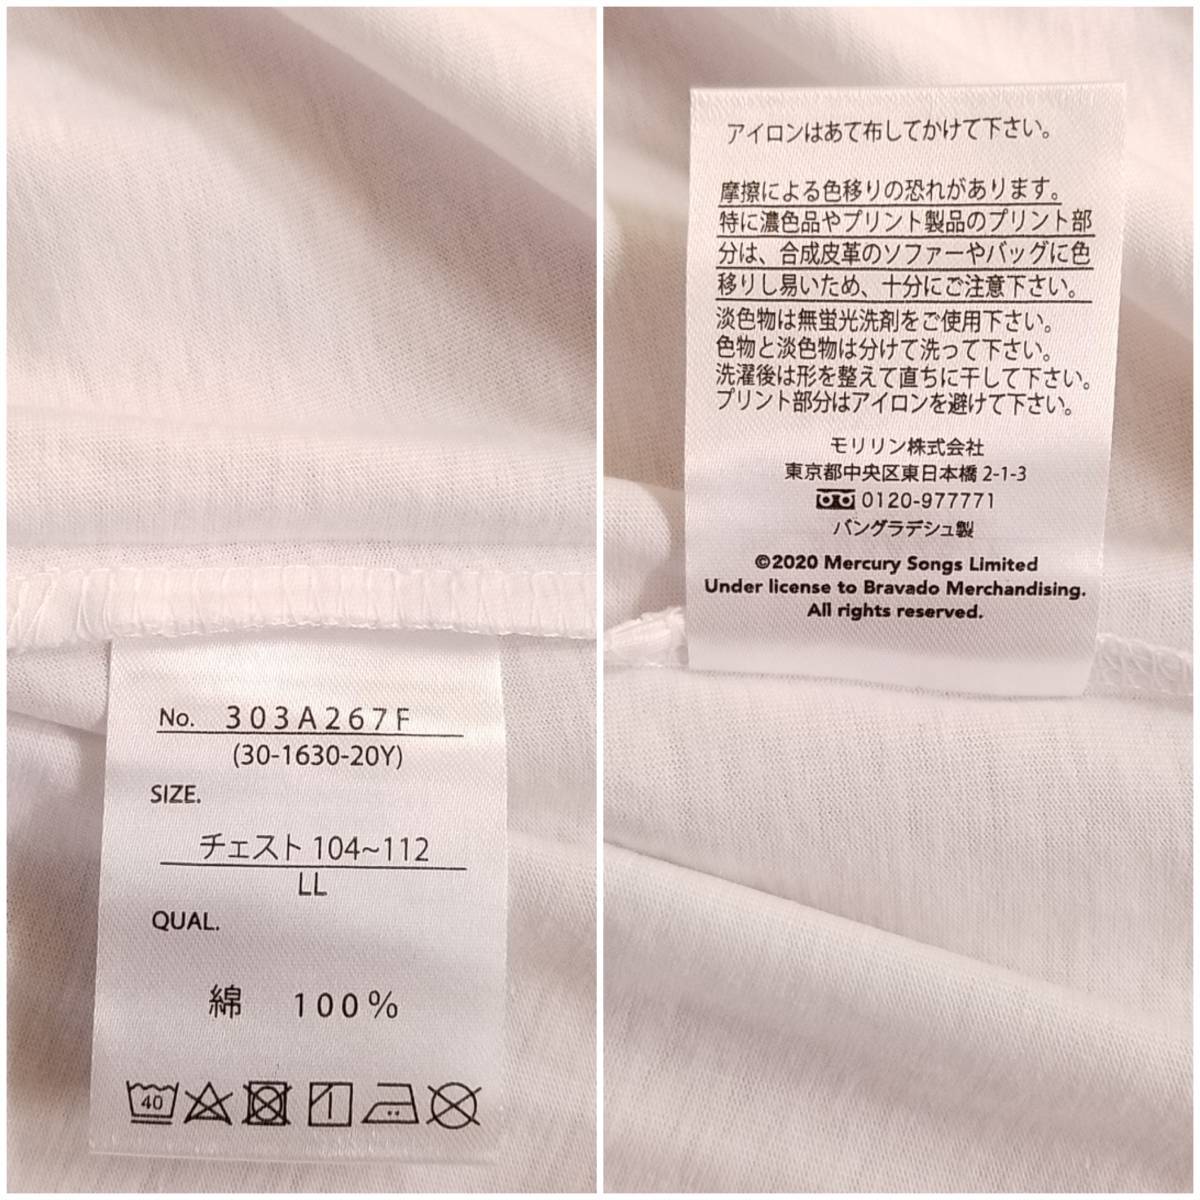 No. 303A267F
(30-1630-20Y)
SIZE.
チェスト 104~112
LL
QUAL.
綿 100%
40
アイロンはあて布してかけて下さい。
摩擦による色移りの恐れがあります。
特に濃色品やプリント製品のプリント部
分は、合成皮革のソファーやバッグに色
移りし易いため、十分にご注意下さい。
淡色物は無蛍光洗剤をご使用下さい。
色物と淡色物は分けて洗って下さい。
洗濯後は形を整えて直ちに干して下さい。
プリント部分はアイロンを避けて下さい。
モリリン株式会社
東京都中央区東日本橋 2-1-3
0120-977771
バングラデシュ製
©2020 Mercury Songs Limited
Under license to Bravado Merchandising.
All rights reserved.